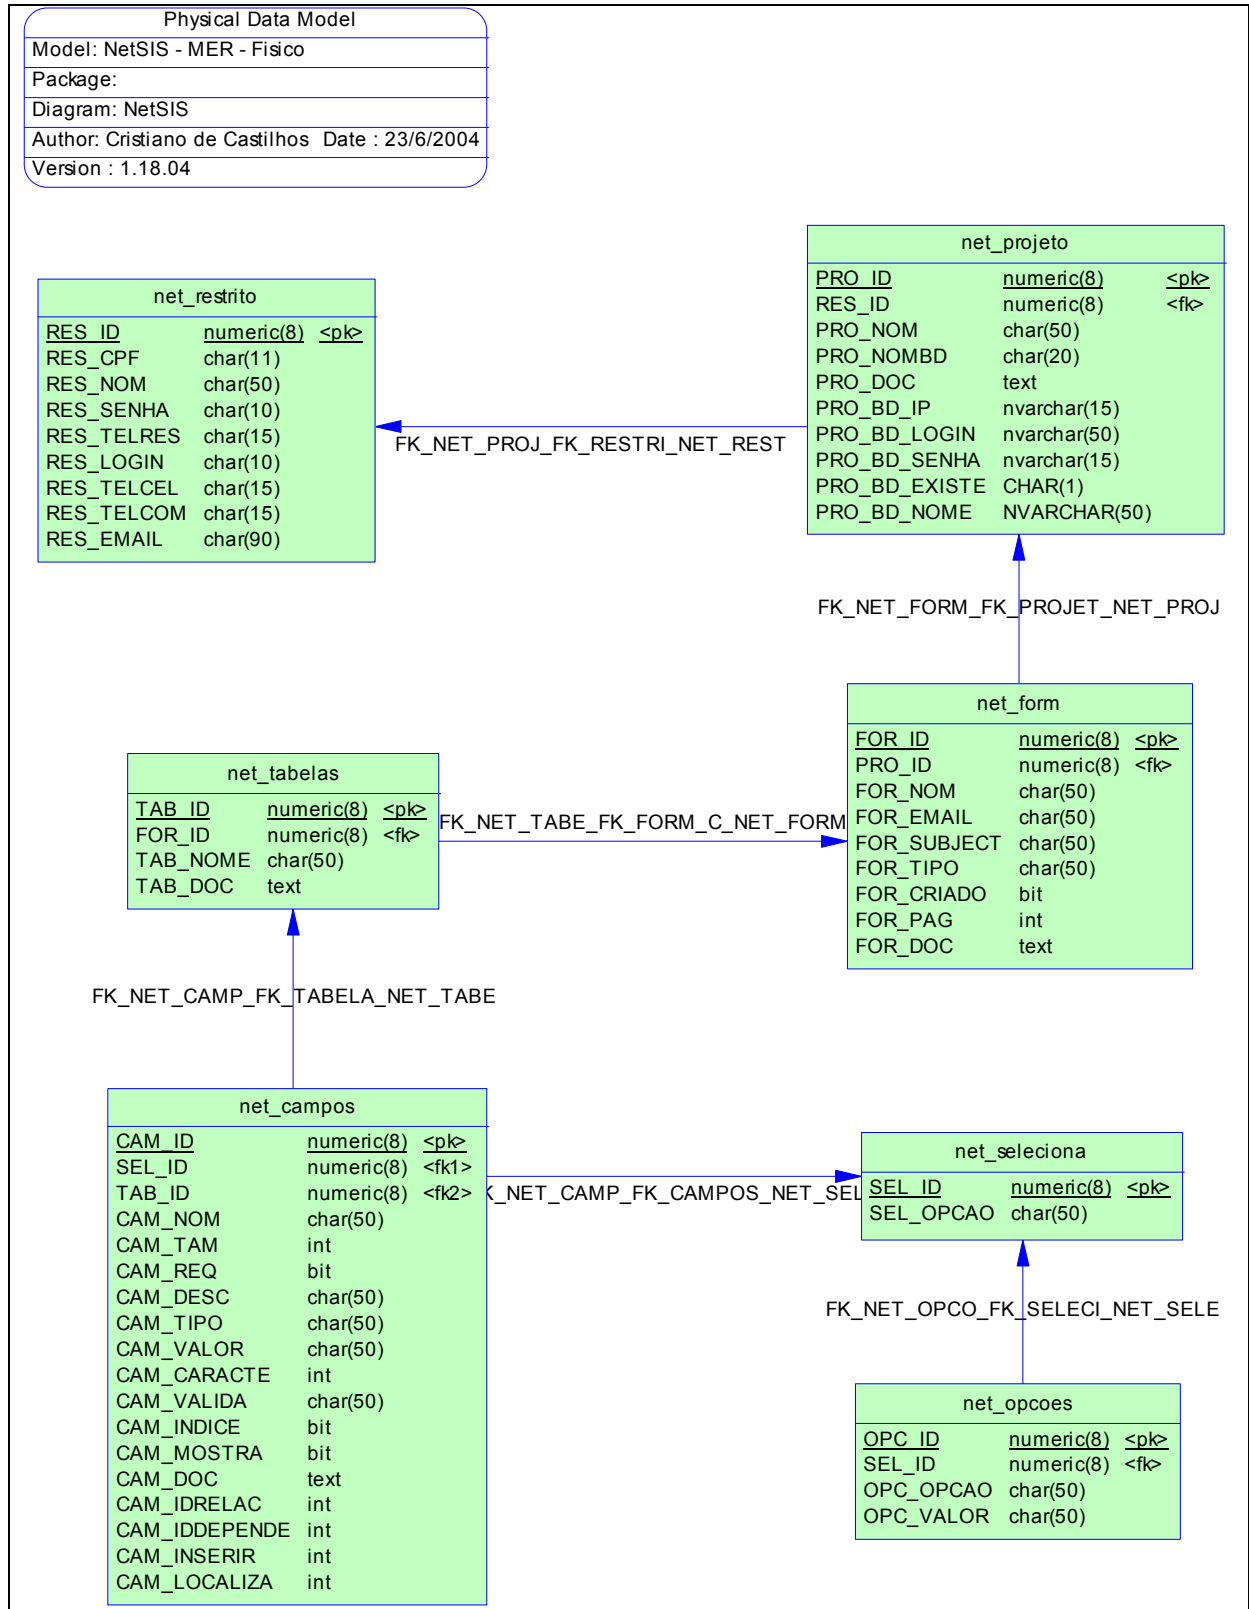 Physical Data Model
Model: NetSIS - MER - Fisico
Package:
Diagram: NetSIS
Author: Cristiano de Castilhos Date : 23/6/2004
Version : 1.18.04
net_projeto
PRO_ID numeric(8) <pk>
RES_ID numeric(8) <fk>
PRO_NOM char(50)
PRO_NOMBD char(20)
PRO_DOC text
PRO_BD_IP nvarchar(15)
PRO_BD_LOGIN nvarchar(50)
PRO_BD_SENHA nvarchar(15)
PRO_BD_EXISTE CHAR(1)
PRO_BD_NOME NVARCHAR(50)
net_restrito
RES_ID numeric(8) <pk>
RES_CPF char(11)
RES_NOM char(50)
RES_SENHA char(10)
RES_TELRES char(15)
RES_LOGIN char(10)
RES_TELCEL char(15)
RES_TELCOM char(15)
RES_EMAIL char(90)
FK_NET_PROJ_FK_RESTRI_NET_REST
FK_NET_FORM_FK_PROJET_NET_PROJ
net_form
FOR_ID numeric(8) <pk>
PRO_ID numeric(8) <fk>
FOR_NOM char(50)
FOR_EMAIL char(50)
FOR_SUBJECT char(50)
FOR_TIPO char(50)
FOR_CRIADO bit
FOR_PAG int
FOR_DOC text
net_tabelas
TAB_ID numeric(8) <pk>
FOR_ID numeric(8) <fk>
TAB_NOME char(50)
TAB_DOC text
FK_NET_TABE_FK_FORM_C_NET_FORM
FK_NET_CAMP_FK_TABELA_NET_TABE
net_campos
CAM_ID numeric(8) <pk>
SEL_ID numeric(8) <fk1>
TAB_ID numeric(8) <fk2>
CAM_NOM char(50)
CAM_TAM int
CAM_REQ bit
CAM_DESC char(50)
CAM_TIPO char(50)
CAM_VALOR char(50)
CAM_CARACTE int
CAM_VALIDA char(50)
CAM_INDICE bit
CAM_MOSTRA bit
CAM_DOC text
CAM_IDRELAC int
CAM_IDDEPENDE int
CAM_INSERIR int
CAM_LOCALIZA int
K_NET_CAMP_FK_CAMPOS_NET_SEL
net_seleciona
SEL_ID numeric(8) <pk>
SEL_OPCAO char(50)
FK_NET_OPCO_FK_SELECI_NET_SELE
net_opcoes
OPC_ID numeric(8) <pk>
SEL_ID numeric(8) <fk>
OPC_OPCAO char(50)
OPC_VALOR char(50)